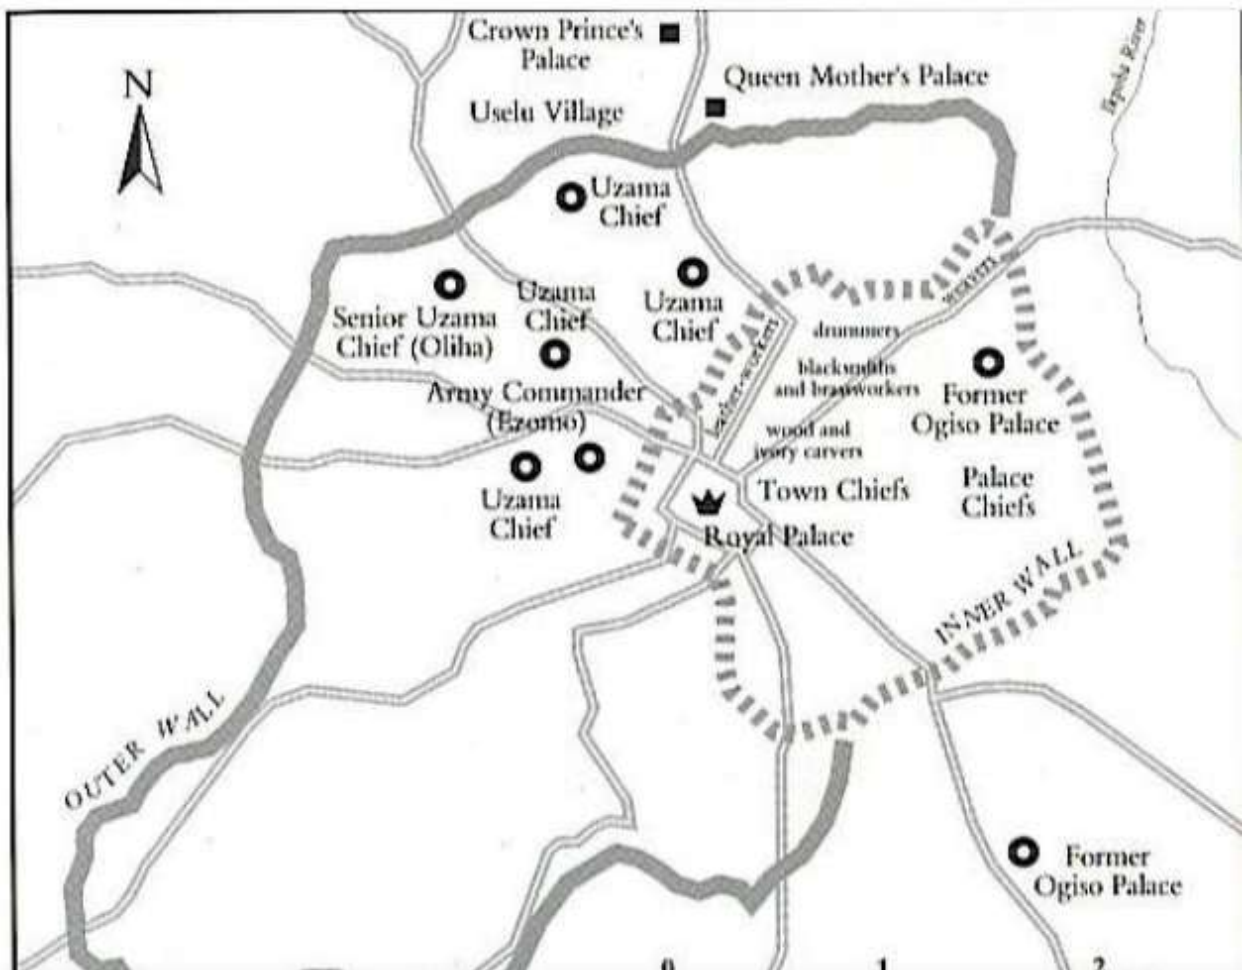 Crown Prince's
Palace
Queen Mother's Palace
Uselu Village
N
Uzama
Chief
Uzama
Chief
Uzama
Chief
Senior Uzama
Chief (Oliha)
Army Commander
(Ezomo)
Uzama
Chief
leather-workers
weavers
drummers
blacksmiths
and brassworkers
wood and
ivory carvers
Former
Ogiso Palace
Town Chiefs
Palace
Chiefs
Royal Palace
INNER WALL
OUTER WALL
Former
Ogiso Palace
0 1 2